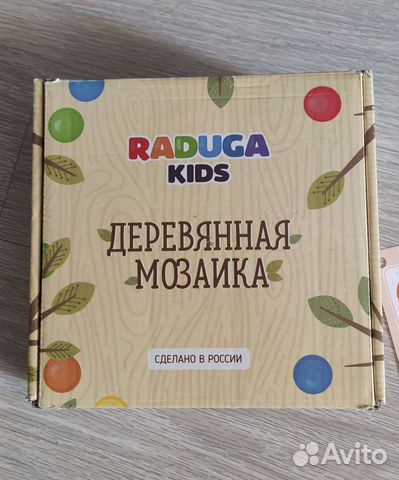 RADUGA
KIDS
ДЕРЕВЯННАЯ
МОЗАИКА
СДЕЛАНО В РОССИИ
Avito